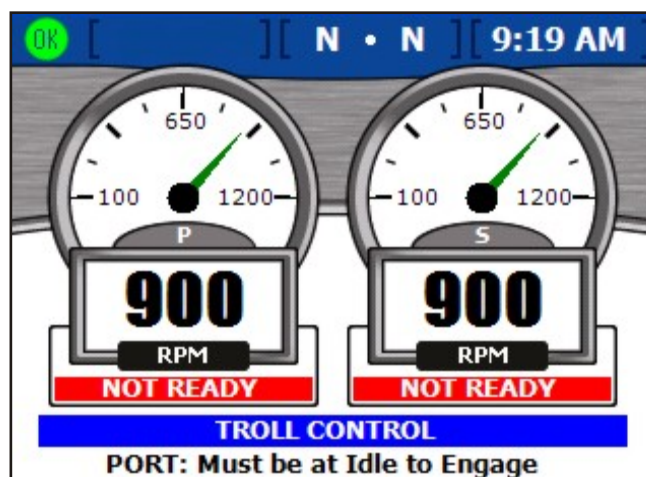 OK [ ] [ N • N ] [ 9:19 AM ]
650 650
100 1200 100 1200
P S
900 900
RPM RPM
NOT READY NOT READY
TROLL CONTROL
PORT: Must be at Idle to Engage